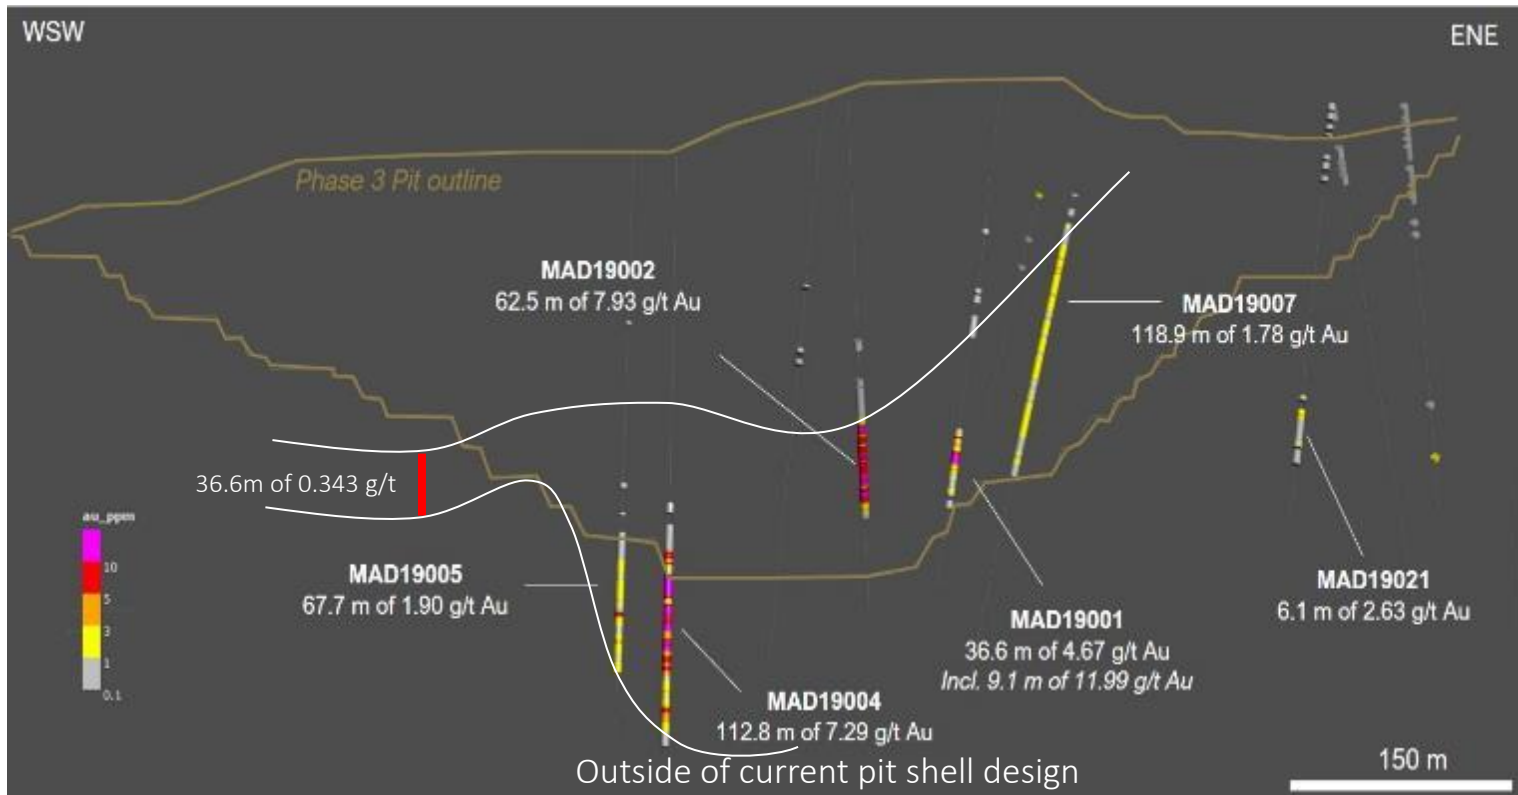 WSW
ENE
Phase 3 Pit outline
MAD19002
62.5 m of 7.93 g/t Au
MAD19007
118.9 m of 1.78 g/t Au
36.6m of 0.343 g/t
au_ppm
10
5
3
1
0.1
MAD19005
67.7 m of 1.90 g/t Au
MAD19004
112.8 m of 7.29 g/t Au
MAD19001
36.6 m of 4.67 g/t Au
Incl. 9.1 m of 11.99 g/t Au
MAD19021
6.1 m of 2.63 g/t Au
Outside of current pit shell design
150 m